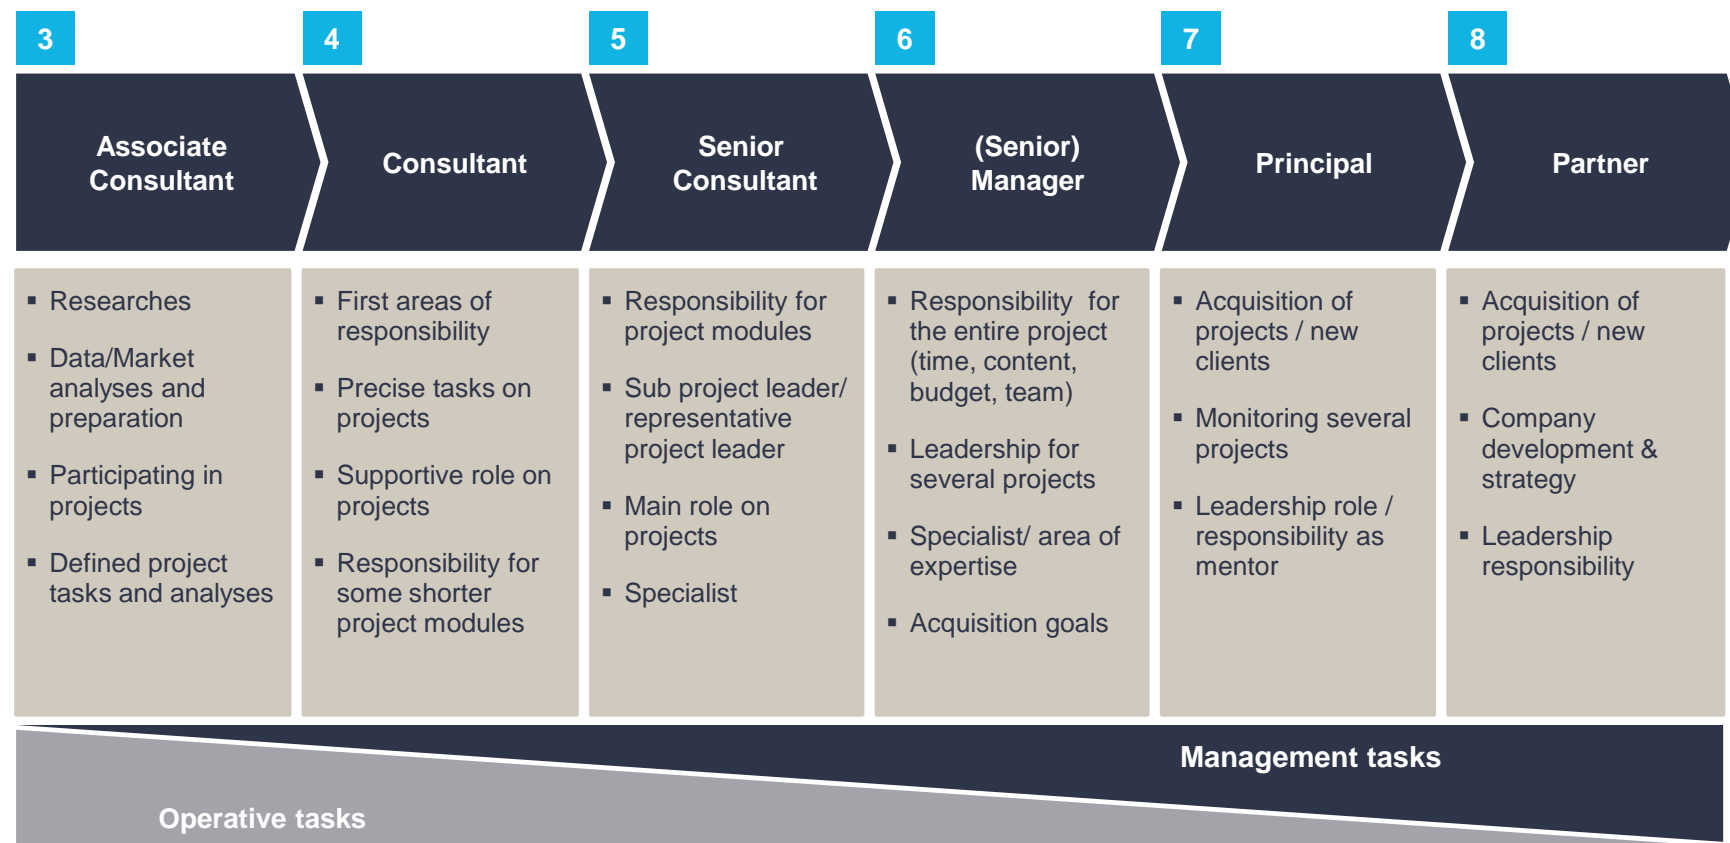 3
4
5
6
7
8
Associate
Consultant
Consultant
Senior
Consultant
(Senior)
Manager
Principal
Partner
▪ Researches
▪ Data/Market
analyses and
preparation
▪ Participating in
projects
▪ Defined project
tasks and analyses
▪ First areas of
responsibility
▪ Precise tasks on
projects
▪ Supportive role on
projects
▪ Responsibility for
some shorter
project modules
▪ Responsibility for
project modules
▪ Sub project leader/
representative
project leader
▪ Main role on
projects
▪ Specialist
▪ Responsibility  for
the entire project
(time, content,
budget, team)
▪ Leadership for
several projects
▪ Specialist/ area of
expertise
▪ Acquisition goals
▪ Acquisition of
projects / new
clients
▪ Monitoring several
projects
▪ Leadership role /
responsibility as
mentor
▪ Acquisition of
projects / new
clients
▪ Company
development &
strategy
▪ Leadership
responsibility
Management tasks
Operative tasks